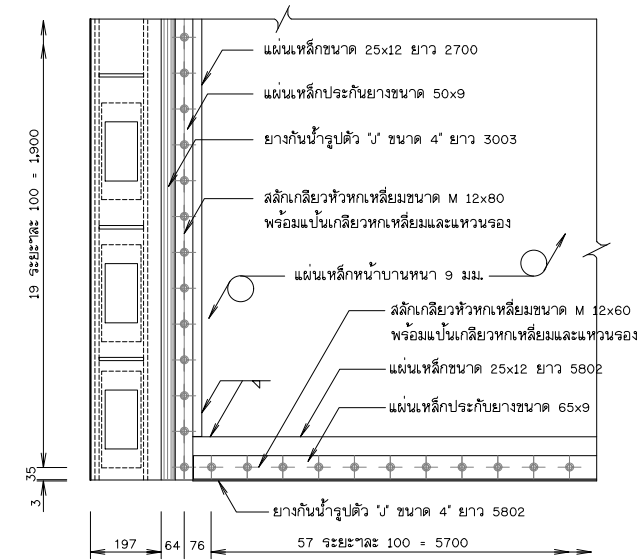 แผ่นเหล็กขนาด 25x12 ยาว 2700
แผ่นเหล็กประกันยางขนาด 50x9
ยางกันน้ำรูปตัว "J" ขนาด 4" ยาว 3003
สลักเกลียวหัวหกเหลี่ยมขนาด M 12x80
พร้อมแป้นเกลียวหกเหลี่ยมและแหวนรอง
แผ่นเหล็กหน้าบานหนา 9 มม.
สลักเกลียวหัวหกเหลี่ยมขนาด M 12x60
พร้อมแป้นเกลียวหกเหลี่ยมและแหวนรอง
แผ่นเหล็กขนาด 25x12 ยาว 5802
แผ่นเหล็กประกับยางขนาด 65x9
ยางกันน้ำรูปตัว "J" ขนาด 4" ยาว 5802
19 ระยะๆละ 100 = 1,900
35
3
197
64
76
57 ระยะๆละ 100 = 5700